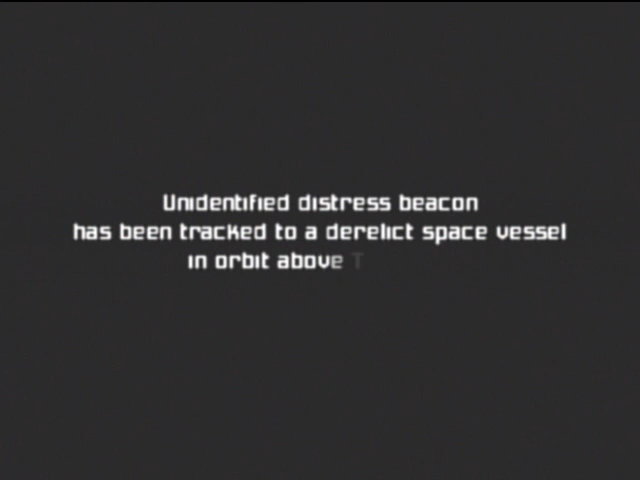 Unidentified distress beacon
has been tracked to a derelict space vessel
in orbit above T